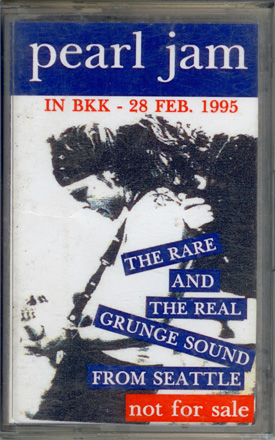 pearl jam
IN BKK - 28 FEB. 1995
THE RARE
AND
THE REAL
GRUNGE SOUND
FROM SEATTLE
not for sale